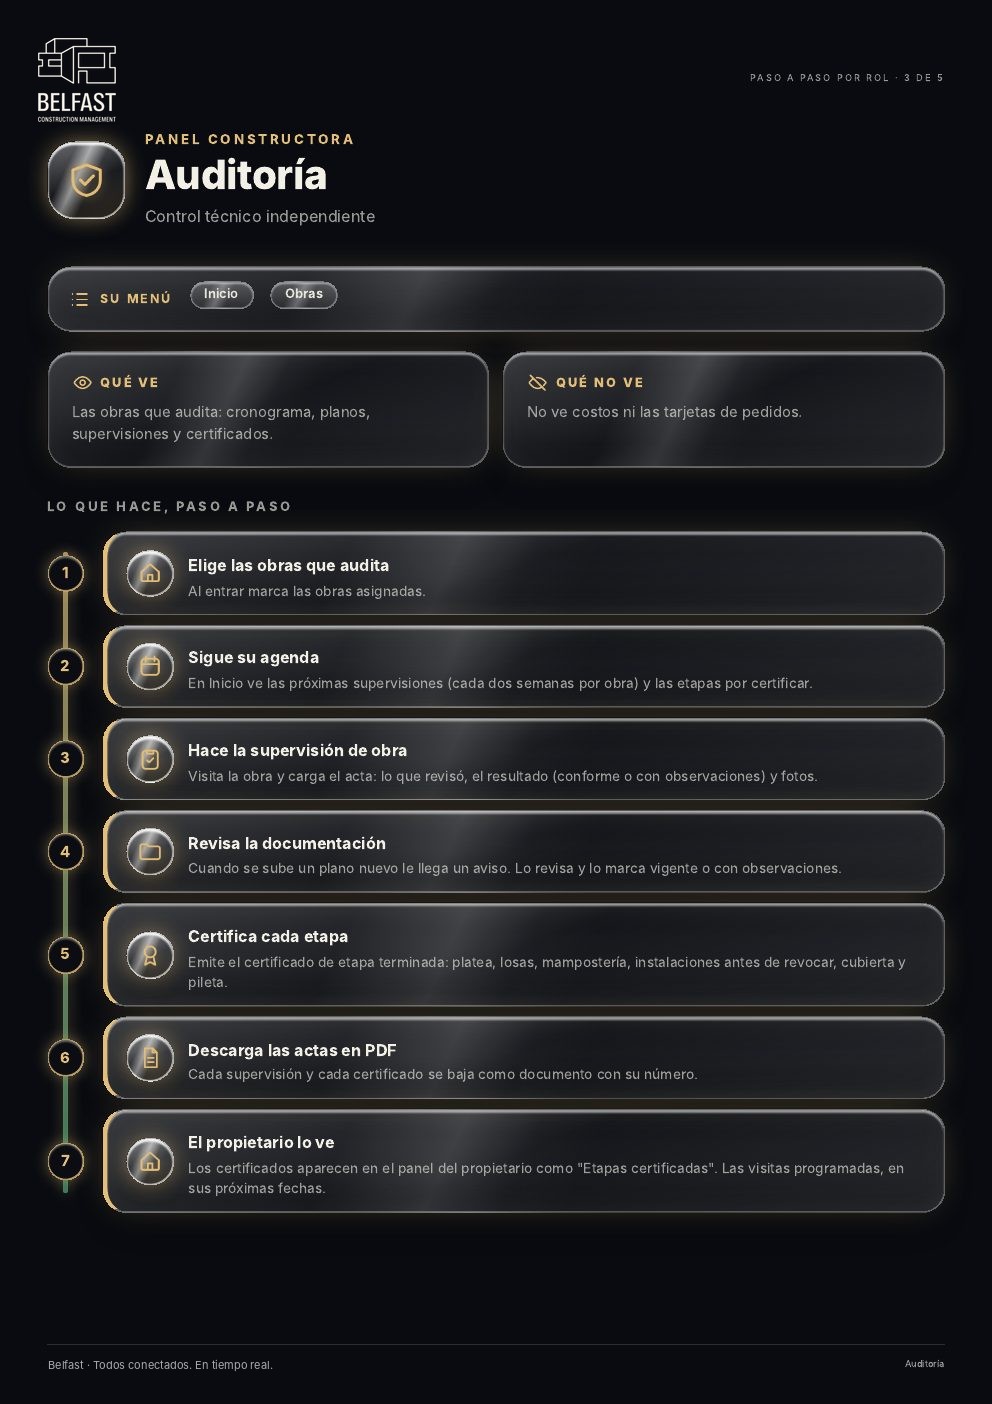 BELFAST
CONSTRUCTION MANAGEMENT
PASO A PASO POR ROL · 3 DE 5
PANEL CONSTRUCTORA
Auditoría
Control técnico independiente
SU MENÚ
Inicio
Obras
QUÉ VE
Las obras que audita: cronograma, planos,
supervisiones y certificados.
QUÉ NO VE
No ve costos ni las tarjetas de pedidos.
LO QUE HACE, PASO A PASO
1
Elige las obras que audita
Al entrar marca las obras asignadas.
2
Sigue su agenda
En Inicio ve las próximas supervisiones (cada dos semanas por obra) y las etapas por certificar.
3
Hace la supervisión de obra
Visita la obra y carga el acta: lo que revisó, el resultado (conforme o con observaciones) y fotos.
4
Revisa la documentación
Cuando se sube un plano nuevo le llega un aviso. Lo revisa y lo marca vigente o con observaciones.
5
Certifica cada etapa
Emite el certificado de etapa terminada: platea, losas, mampostería, instalaciones antes de revocar, cubierta y
pileta.
6
Descarga las actas en PDF
Cada supervisión y cada certificado se baja como documento con su número.
7
El propietario lo ve
Los certificados aparecen en el panel del propietario como "Etapas certificadas". Las visitas programadas, en
sus próximas fechas.
Belfast · Todos conectados. En tiempo real.
Auditoría